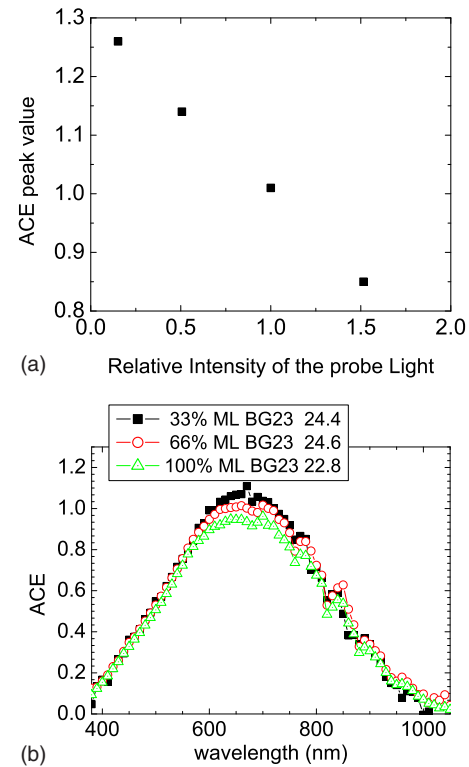 1.3
1.2
1.1
1.0
0.9
0.8
ACE peak value
0.0 0.5 1.0 1.5 2.0
(a) Relative Intensity of the probe Light
33% ML BG23 24.4
66% ML BG23 24.6
100% ML BG23 22.8
1.2
1.0
0.8
0.6
0.4
0.2
0.0
ACE
400 600 800 1000
(b) wavelength (nm)